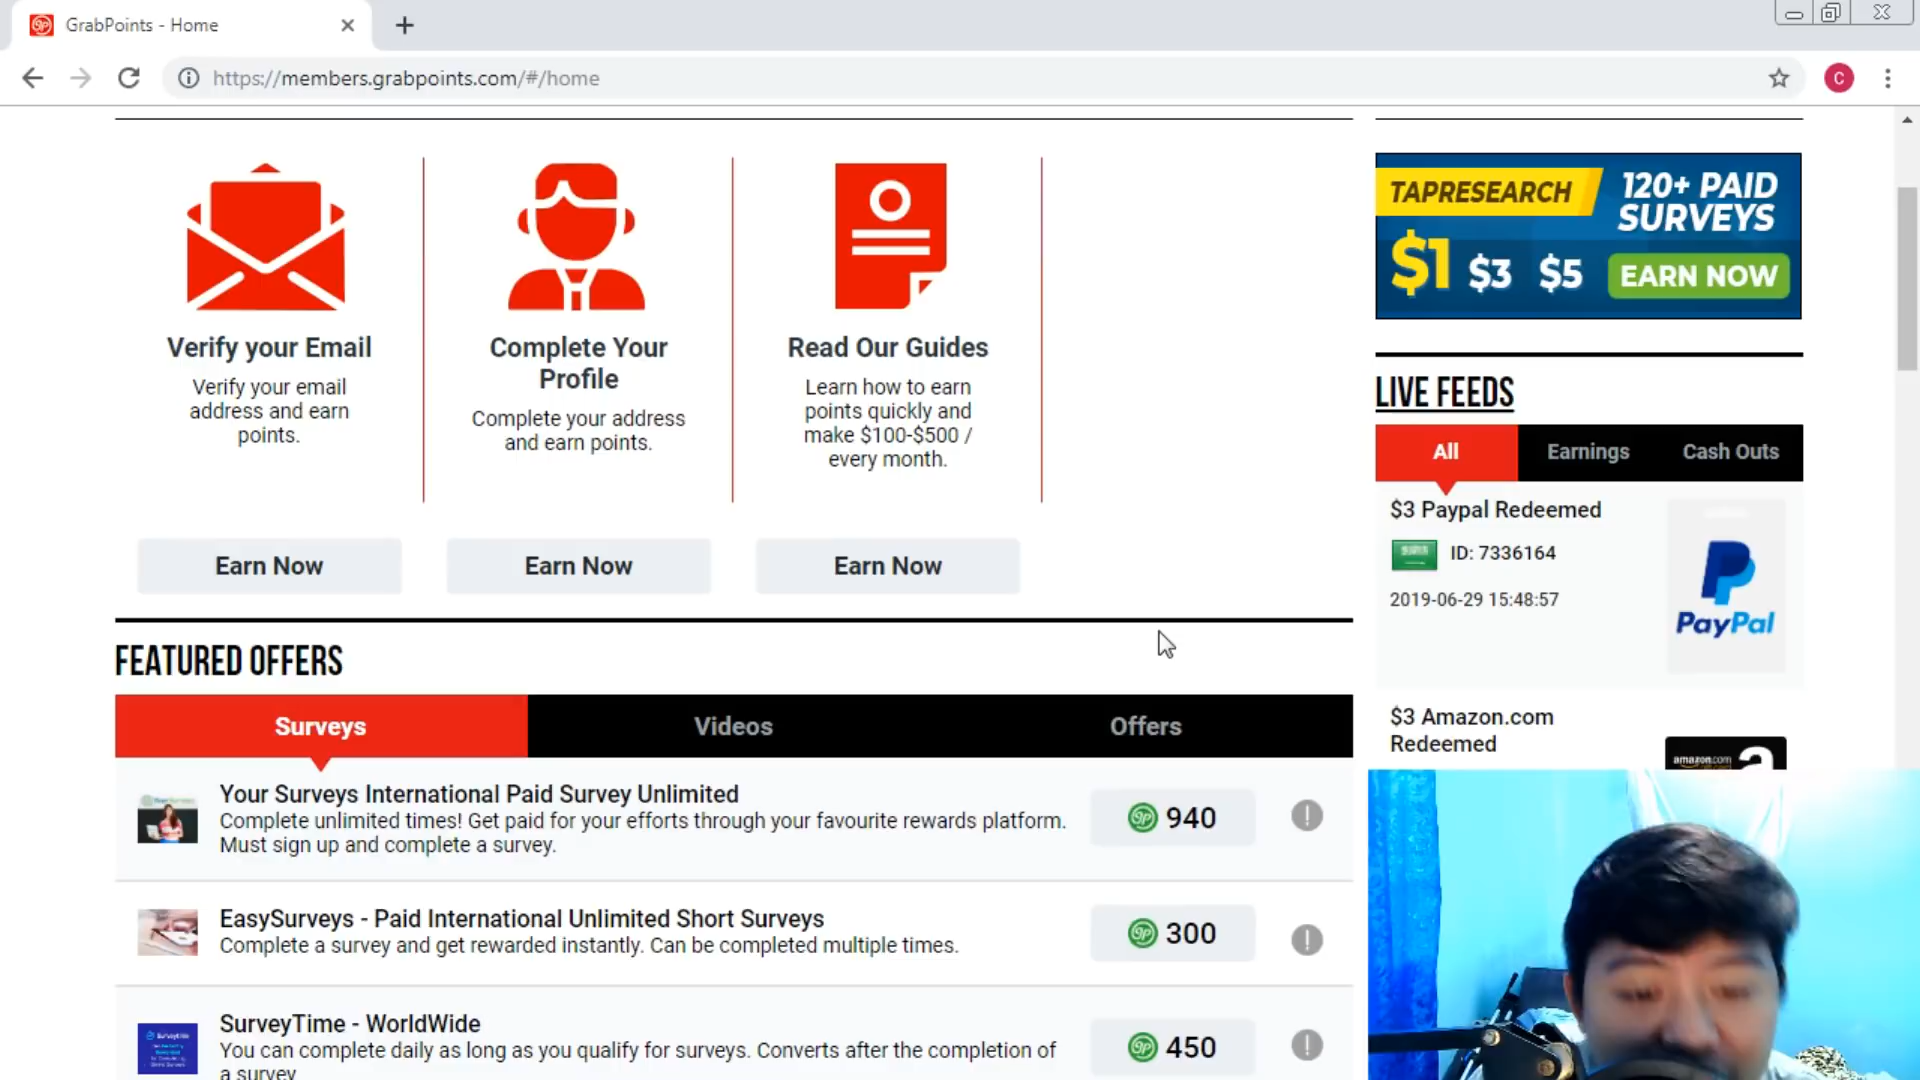 GrabPoints - Home
https://members.grabpoints.com/#/home
C
Verify your Email
Verify your email
address and earn
points.
Earn Now
Complete Your
Profile
Complete your address
and earn points.
Earn Now
Read Our Guides
Learn how to earn
points quickly and
make $100-$500 /
every month.
Earn Now
FEATURED OFFERS
Surveys Videos Offers
Your Surveys International Paid Survey Unlimited
Complete unlimited times! Get paid for your efforts through your favourite rewards platform.
Must sign up and complete a survey.
gp 940
EasySurveys - Paid International Unlimited Short Surveys
Complete a survey and get rewarded instantly. Can be completed multiple times.
gp 300
SurveyTime - WorldWide
You can complete daily as long as you qualify for surveys. Converts after the completion of
a survey
gp 450
TAPRESEARCH
120+ PAID
SURVEYS
$1 $3 $5 EARN NOW
LIVE FEEDS
All Earnings Cash Outs
$3 Paypal Redeemed
ID: 7336164
2019-06-29 15:48:57
PayPal
$3 Amazon.com
Redeemed
amazon.com